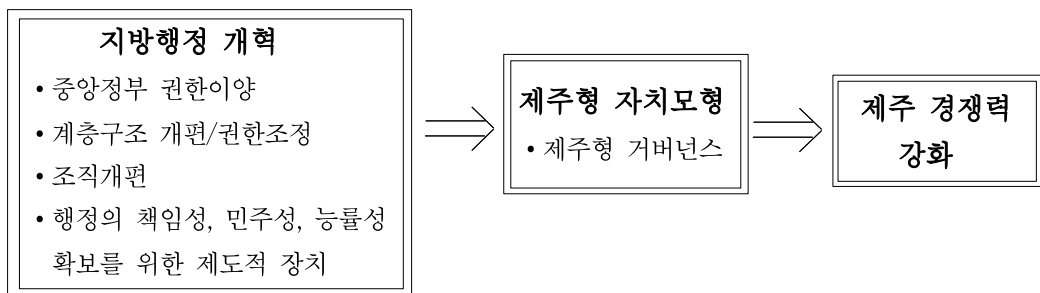 지방행정 개혁
• 중앙정부 권한이양
• 계층구조 개편/권한조정
• 조직개편
• 행정의 책임성, 민주성, 능률성
확보를 위한 제도적 장치
제주형 자치모형
• 제주형 거버넌스
제주 경쟁력
강화